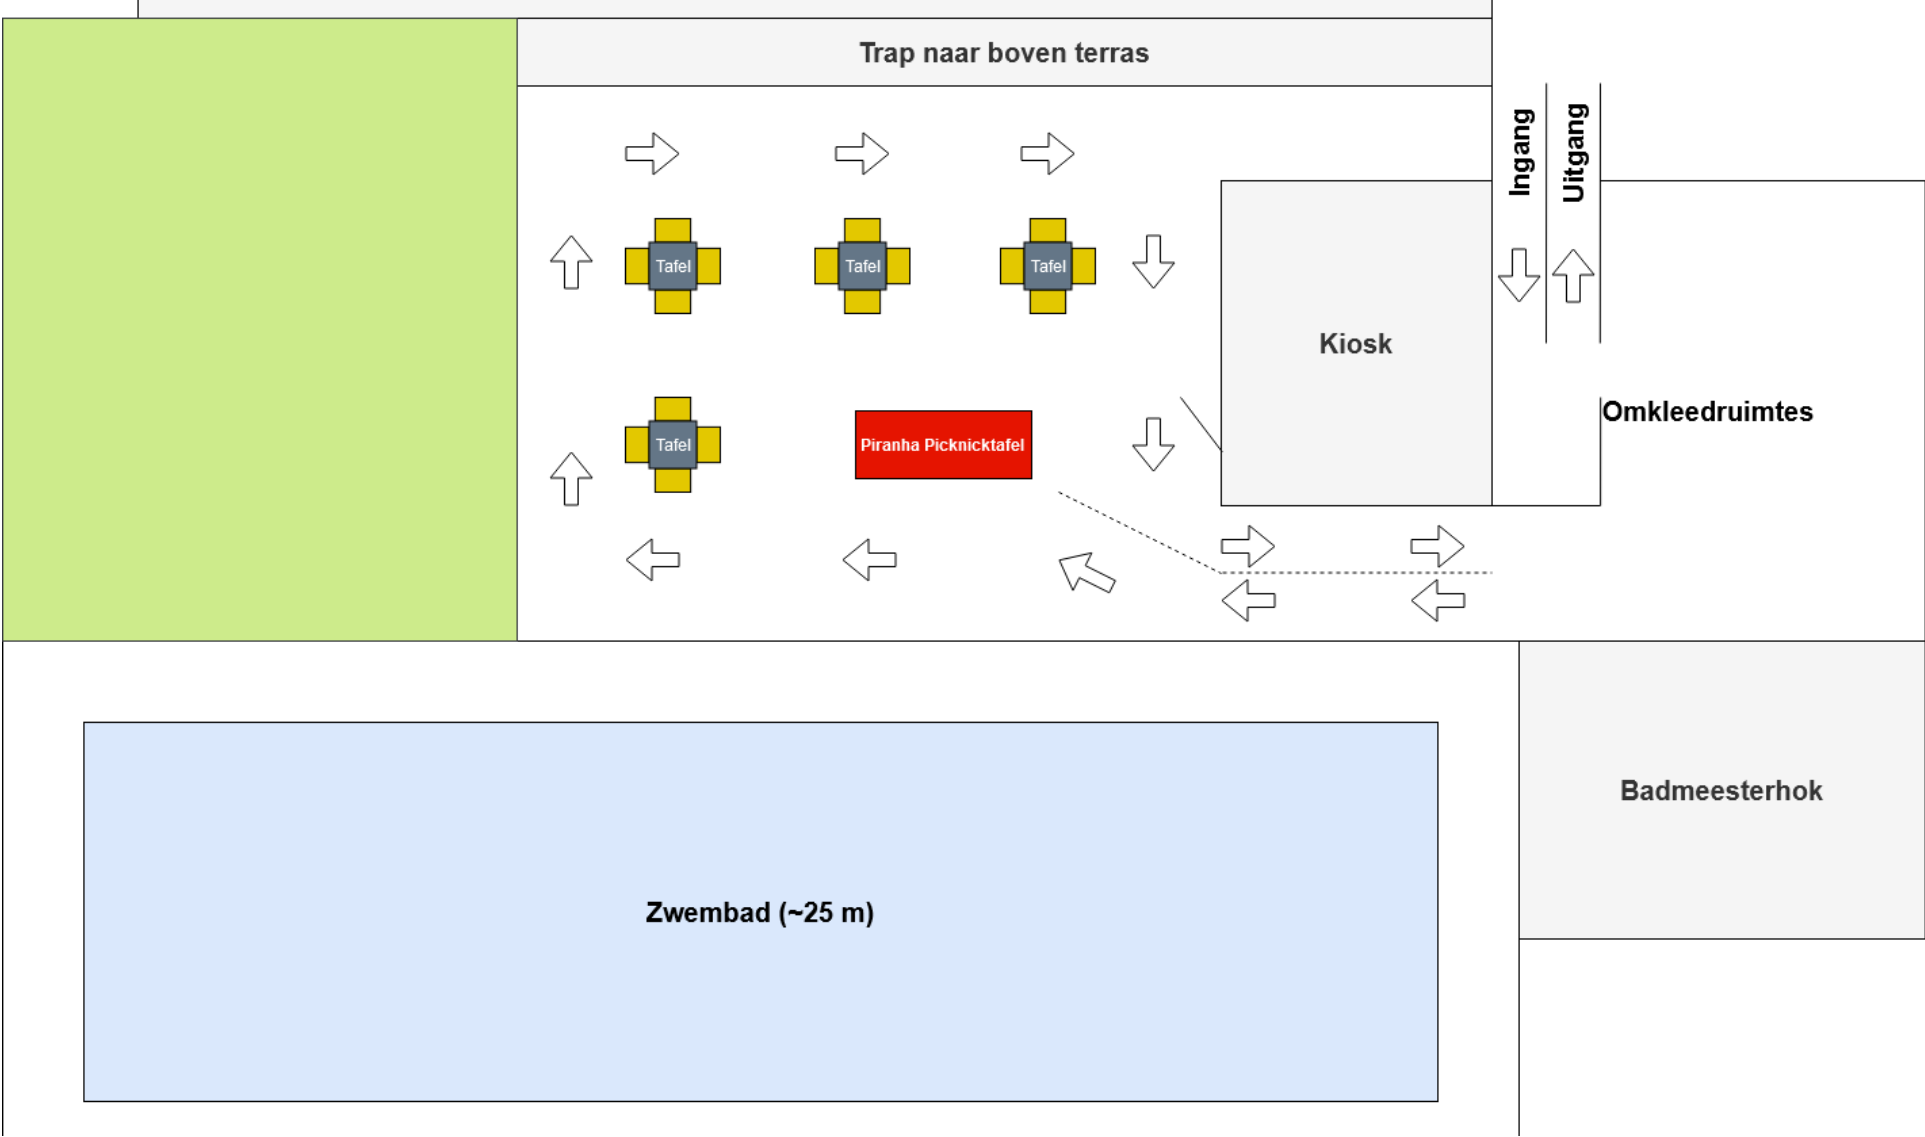 Trap naar boven terras
Ingang
Uitgang
Tafel
Tafel
Tafel
Kiosk
Omkleedruimtes
Tafel
Piranha Picknicktafel
Badmeesterhok
Zwembad (~25 m)